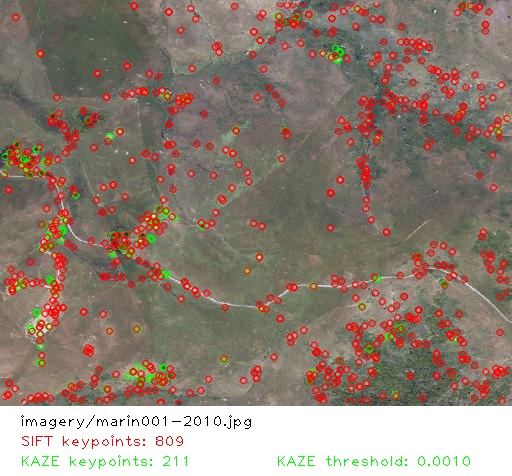 imagery/marin001-2010.jpg
SIFT keypoints: 809
KAZE keypoints: 211 KAZE threshold: 0.0010